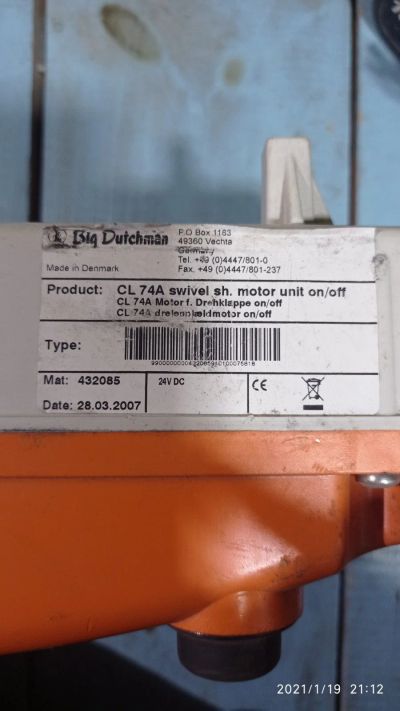 Big Dutchman
P.O Box 1163
49360 Vechta
Germany
Tel. +49 (0)4447/801-0
Fax. +49 (0)4447/801-237
Made in Denmark
Product: CL 74A swivel sh. motor unit on/off
CL 74A Motor f. Drehklappe on/off
CL 74A on/off
Type:
Mat: 432085
24V DC
CE
Date: 28.03.2007
2021/1/19 21:12